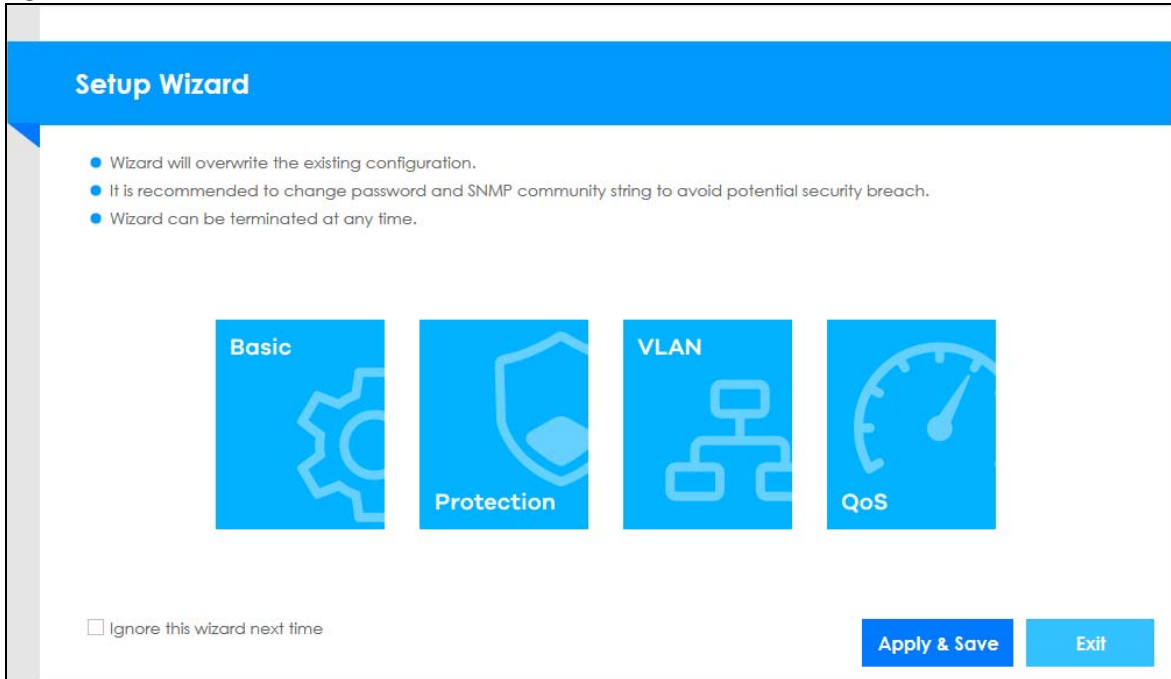 Setup Wizard
Wizard will overwrite the existing configuration.
It is recommended to change password and SNMP community string to avoid potential security breach.
Wizard can be terminated at any time.
Basic
Protection
VLAN
QoS
Ignore this wizard next time
Apply & Save
Exit